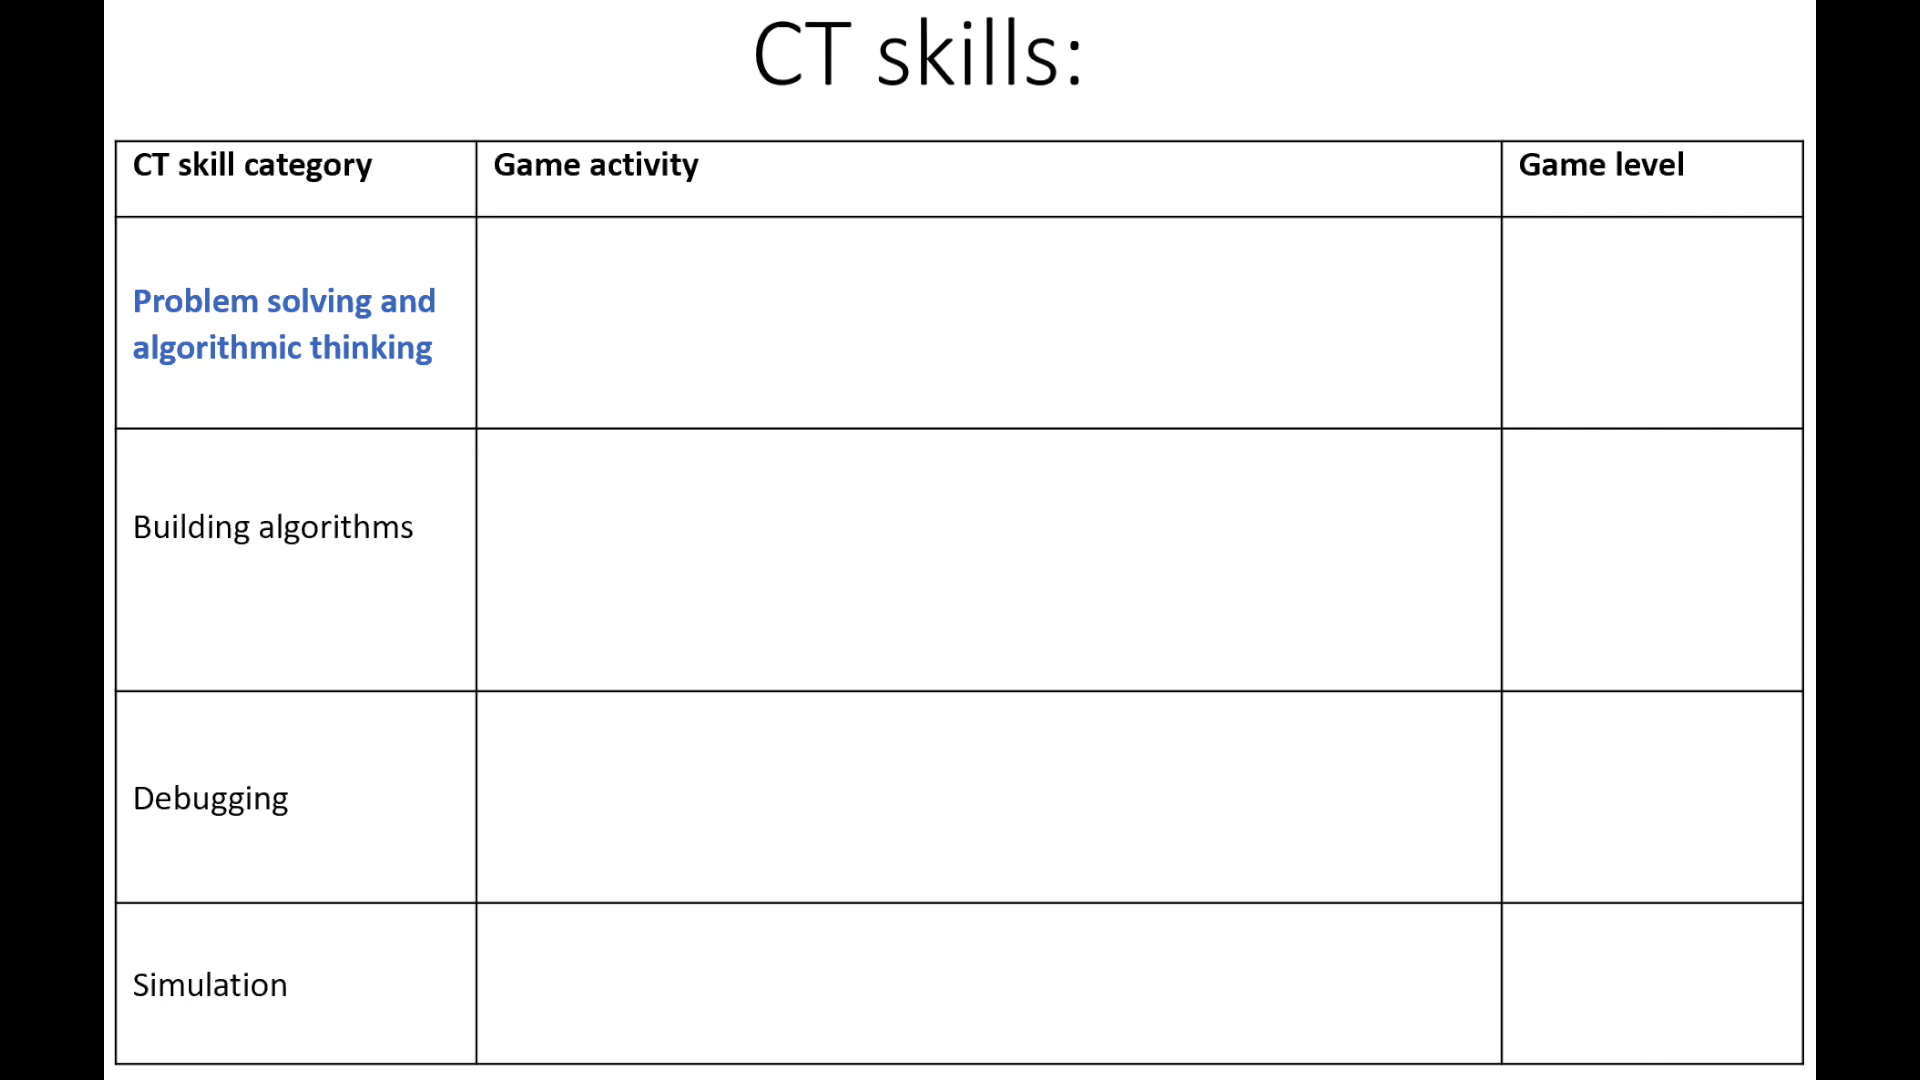 CT skills:
CT skill category
Game activity
Game level
Problem solving and
algorithmic thinking
Building algorithms
Debugging
Simulation